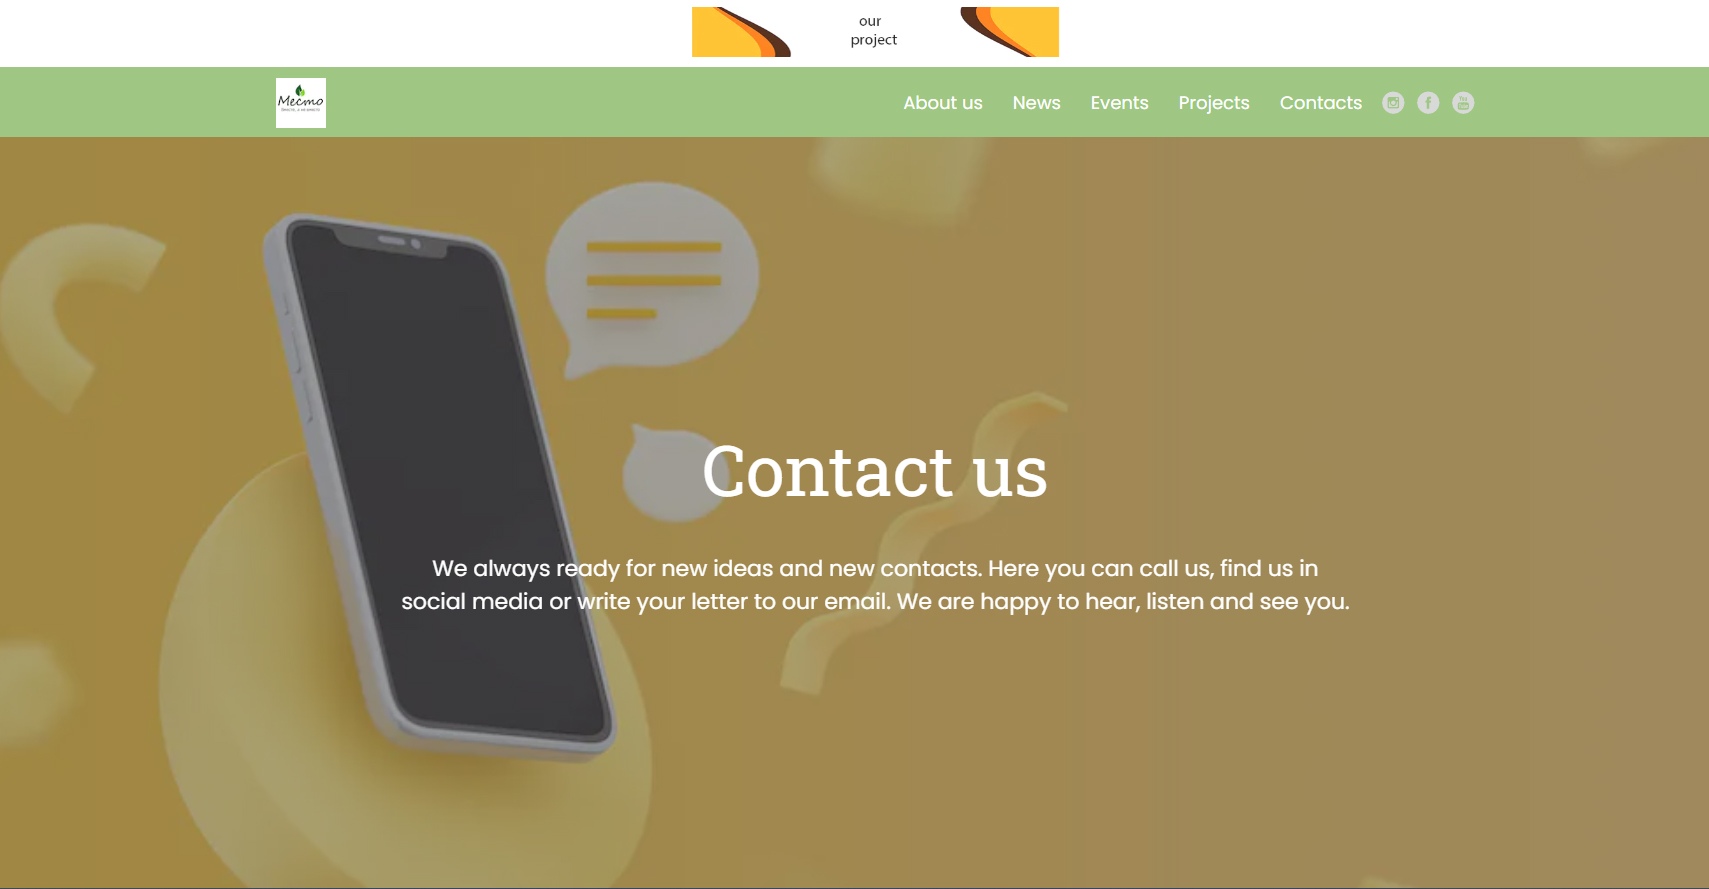 our
project
Место
About us News Events Projects Contacts
Contact us
We always ready for new ideas and new contacts. Here you can call us, find us in
social media or write your letter to our email. We are happy to hear, listen and see you.